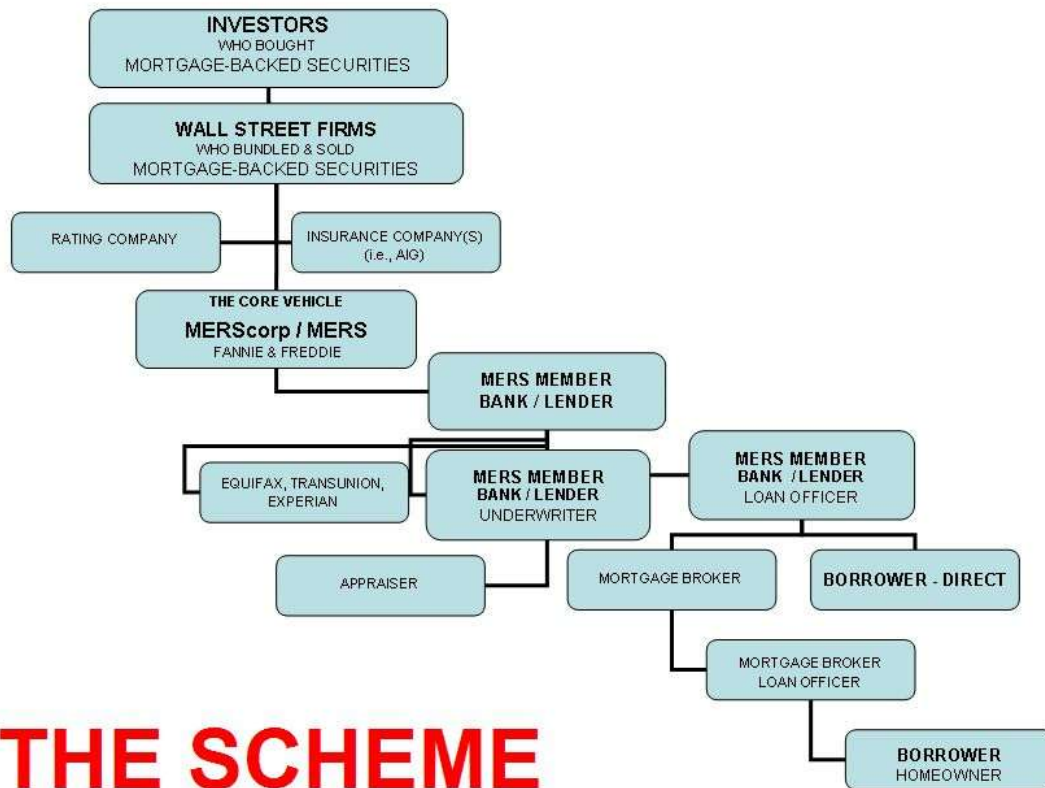 INVESTORS
WHO BOUGHT
MORTGAGE-BACKED SECURITIES
WALL STREET FIRMS
WHO BUNDLED & SOLD
MORTGAGE-BACKED SECURITIES
RATING COMPANY
INSURANCE COMPANY(S)
(i.e., AIG)
THE CORE VEHICLE
MERScorp / MERS
FANNIE & FREDDIE
MERS MEMBER
BANK / LENDER
EQUIFAX, TRANSUNION,
EXPERIAN
MERS MEMBER
BANK / LENDER
UNDERWRITER
MERS MEMBER
BANK / LENDER
LOAN OFFICER
APPRAISER
MORTGAGE BROKER
BORROWER - DIRECT
MORTGAGE BROKER
LOAN OFFICER
BORROWER
HOMEOWNER
THE SCHEME